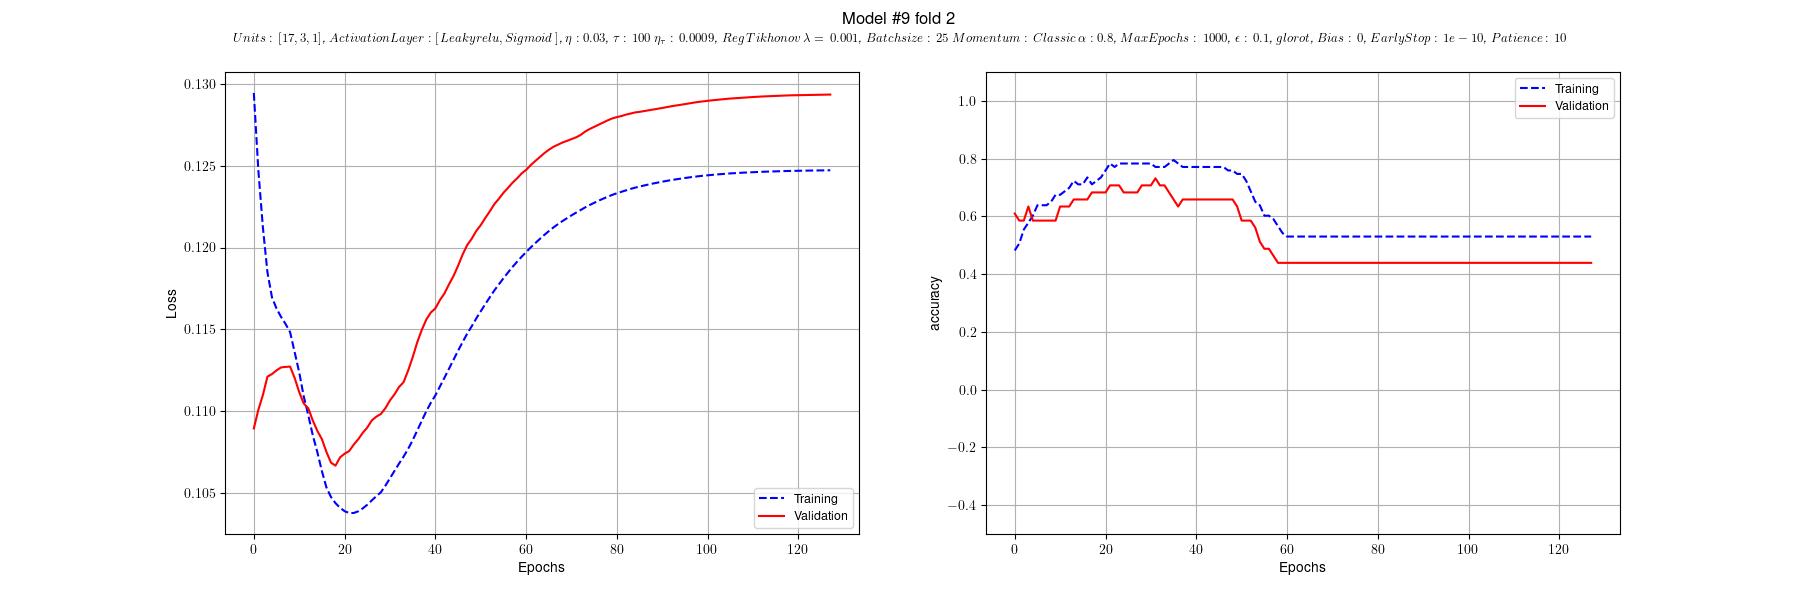 Model #9 fold 2
Units : [17, 3, 1], ActivationLayer : [Leakyrelu, Sigmoid], η : 0.03, τ : 100 ητ : 0.0009, RegTikhonov λ = 0.001, Batchsize : 25 Momentum : Classic α : 0.8, MaxEpochs : 1000, ϵ : 0.1, glorot, Bias : 0, EarlyStop : 1e − 10, Patience : 10
0.130
0.125
0.120
0.115
0.110
0.105
Loss
0 20 40 60 80 100 120
Epochs
Training
Validation
1.0
0.8
0.6
0.4
0.2
0.0
−0.2
−0.4
accuracy
0 20 40 60 80 100 120
Epochs
Training
Validation